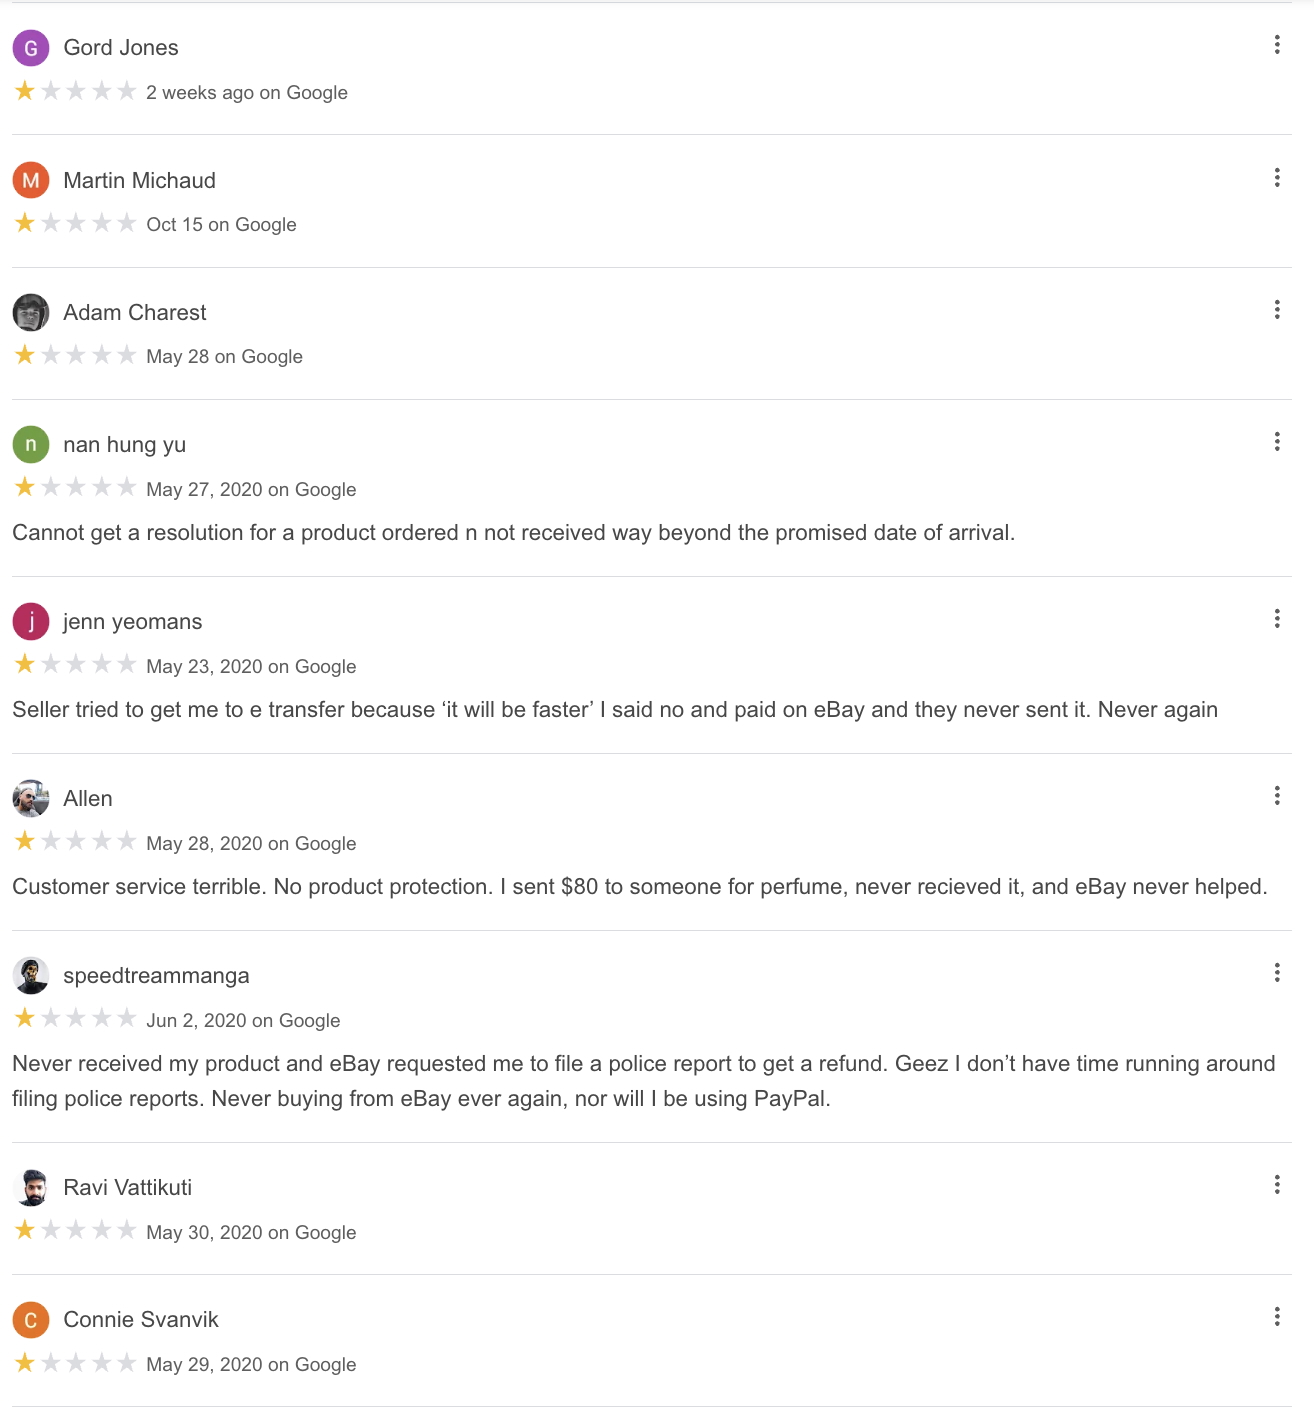 G Gord Jones
2 weeks ago on Google
M Martin Michaud
Oct 15 on Google
Adam Charest
May 28 on Google
n nan hung yu
May 27, 2020 on Google
Cannot get a resolution for a product ordered n not received way beyond the promised date of arrival.
j jenn yeomans
May 23, 2020 on Google
Seller tried to get me to e transfer because ‘it will be faster’ I said no and paid on eBay and they never sent it. Never again
Allen
May 28, 2020 on Google
Customer service terrible. No product protection. I sent $80 to someone for perfume, never recieved it, and eBay never helped.
speedtreammanga
Jun 2, 2020 on Google
Never received my product and eBay requested me to file a police report to get a refund. Geez I don’t have time running around
filing police reports. Never buying from eBay ever again, nor will I be using PayPal.
Ravi Vattikuti
May 30, 2020 on Google
C Connie Svanvik
May 29, 2020 on Google